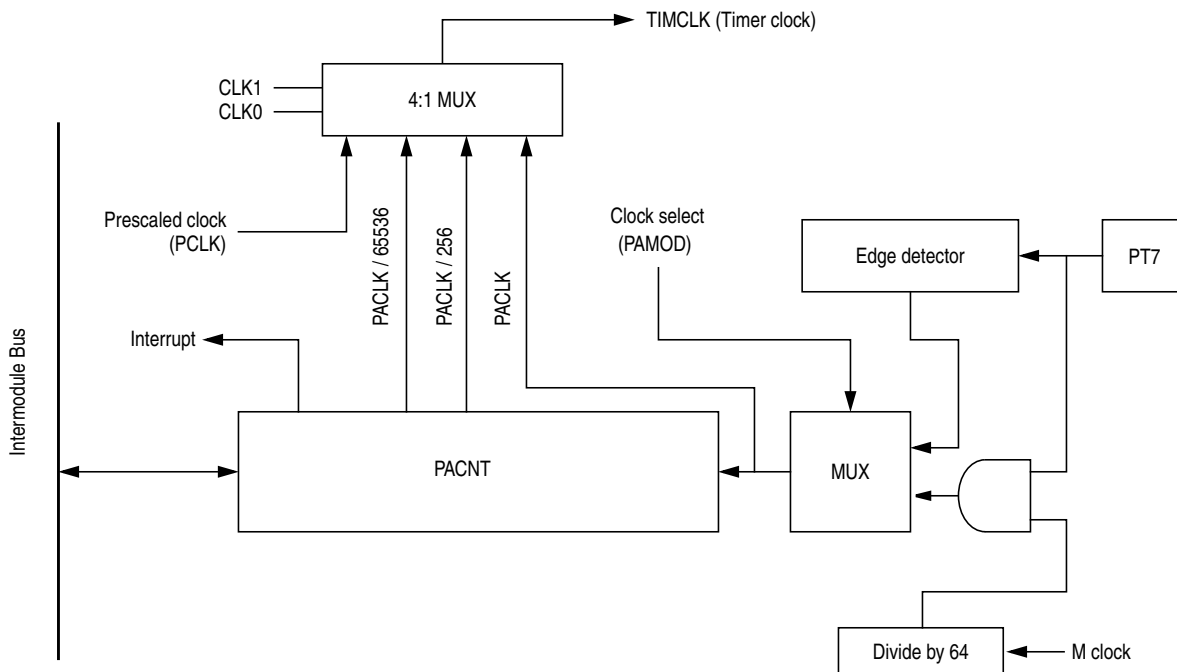 TIMCLK (Timer clock)
CLK1
CLK0
4:1 MUX
Prescaled clock
(PCLK)
PACLK / 65536
PACLK / 256
PACLK
Clock select
(PAMOD)
Edge detector
PT7
Interrupt
Intermodule Bus
PACNT
MUX
Divide by 64
M clock